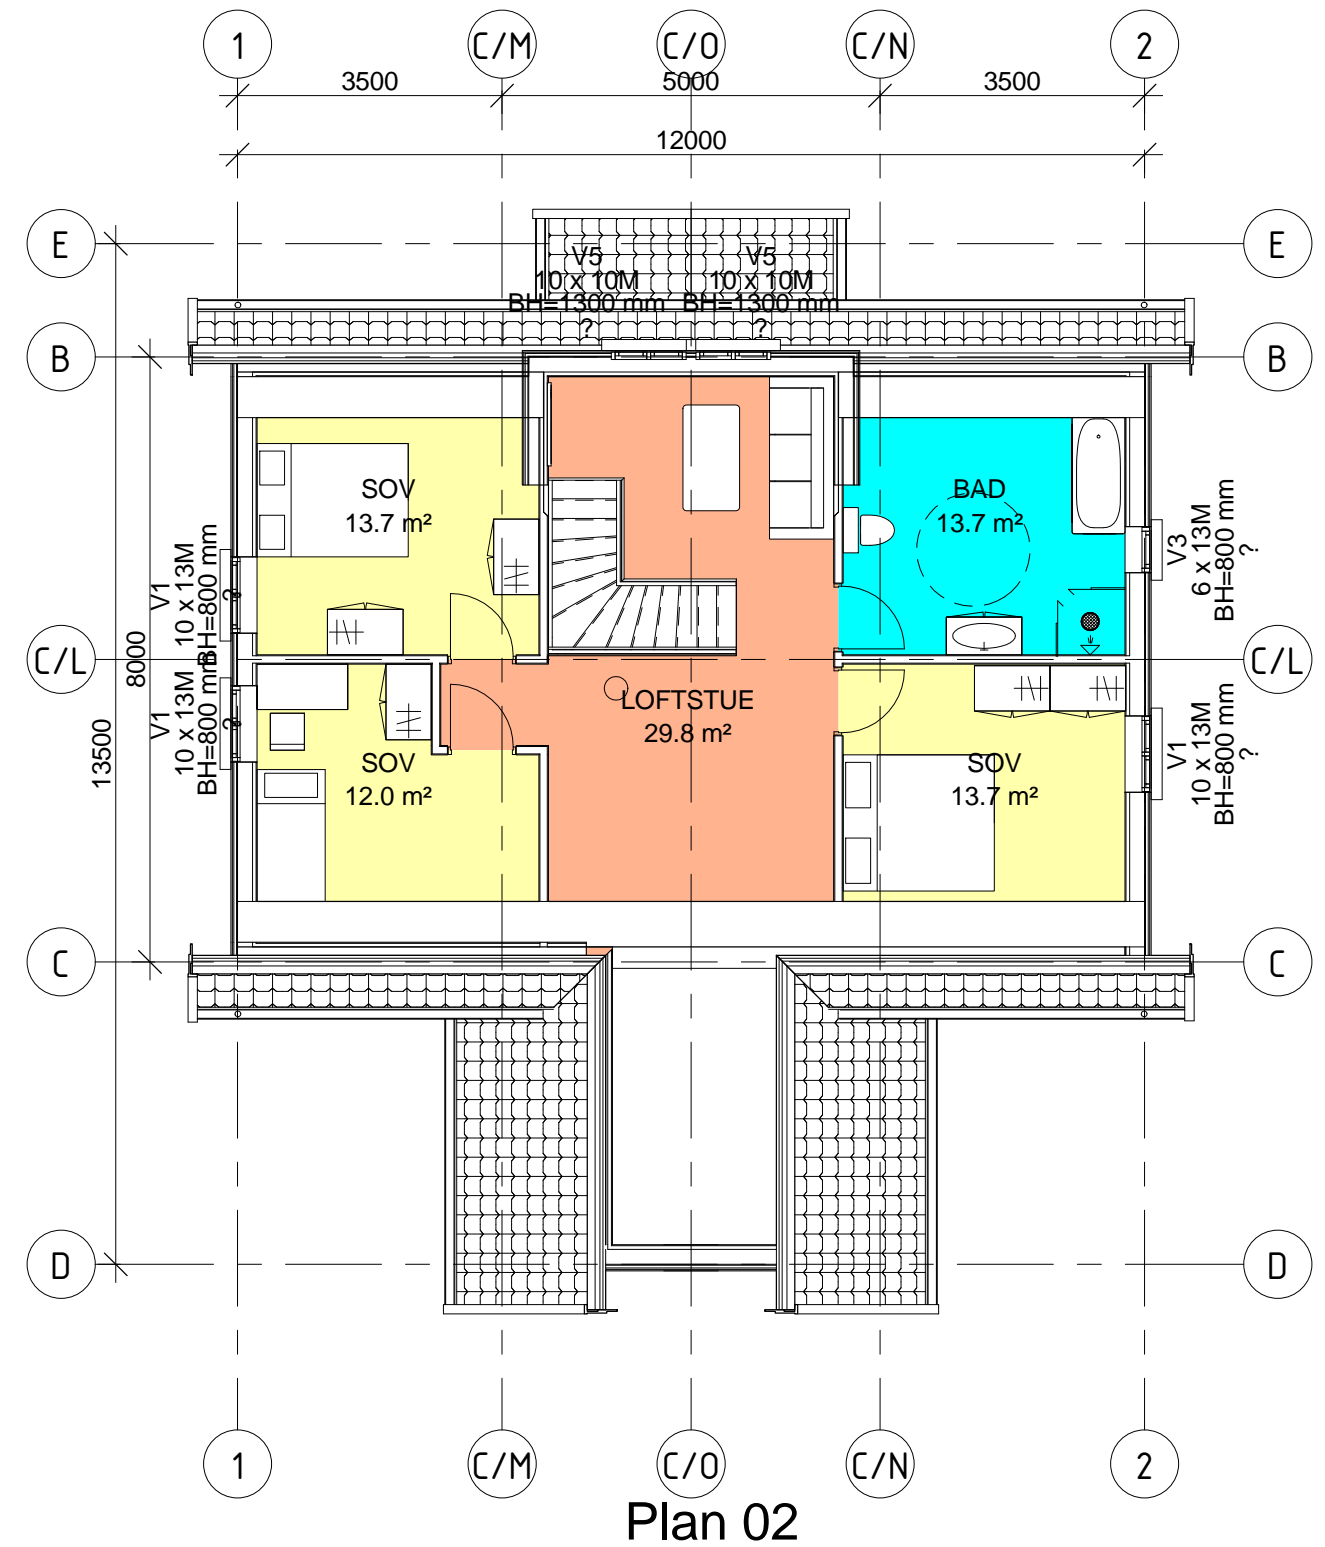 1
C/M
C/O
C/N
2
3500
5000
3500
12000
E
E
V5
10 x 10M
BH=1300 mm
?
V5
10 x 10M
BH=1300 mm
?
B
B
SOV
13.7 m²
BAD
13.7 m²
V1
10 x 13M
BH=800 mm
?
V3
6 x 13M
BH=800 mm
?
8000
13500
C/L
C/L
V1
10 x 13M
BH=800 mm
?
LOFTSTUE
29.8 m²
V1
10 x 13M
BH=800 mm
?
SOV
12.0 m²
SOV
13.7 m²
C
C
D
D
1
C/M
C/O
C/N
2
Plan 02